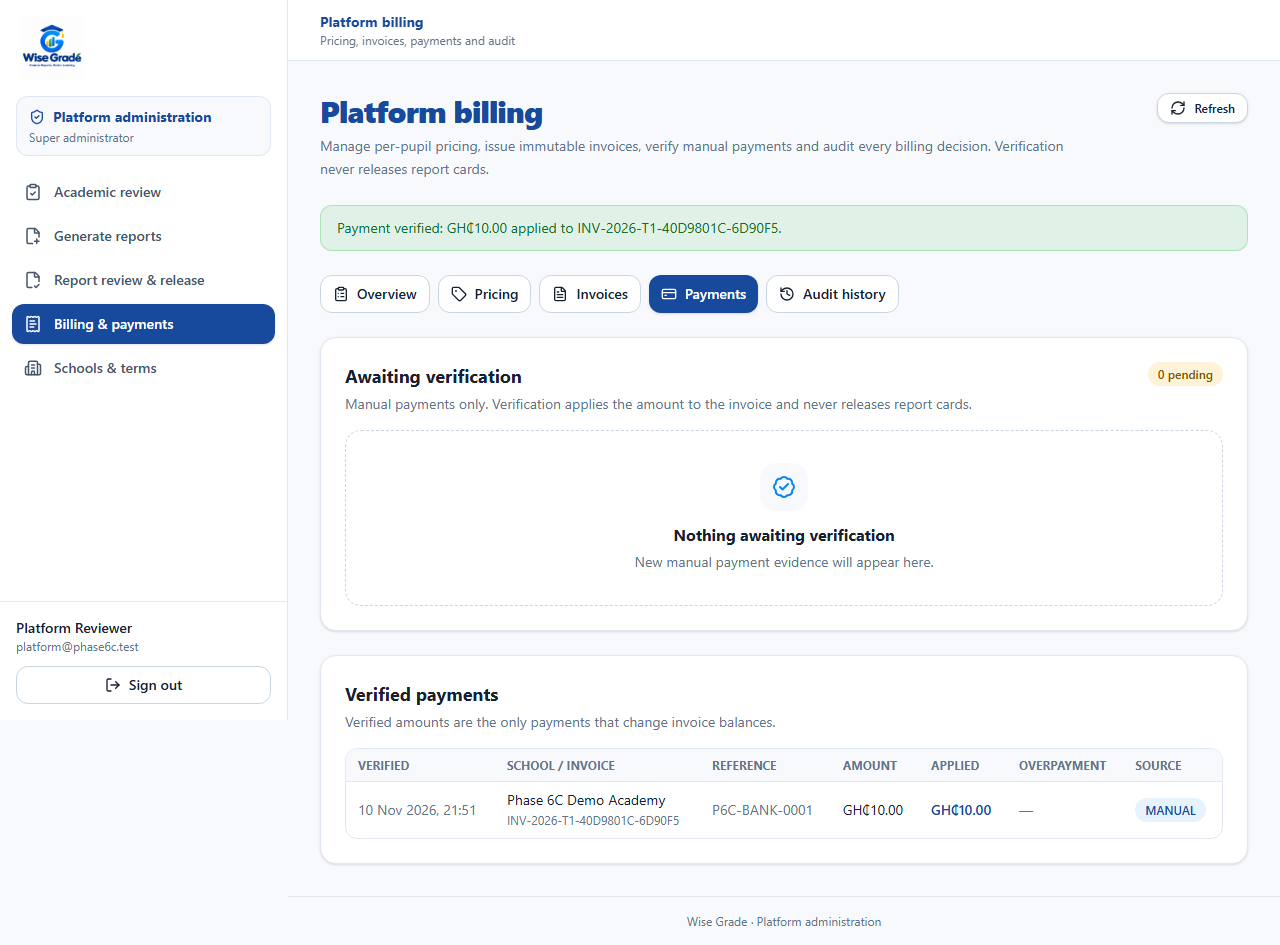 Wise Grade
Platform administration
Super administrator
Academic review
Generate reports
Report review & release
Billing & payments
Schools & terms
Platform Reviewer
platform@phase6c.test
Sign out
Platform billing
Pricing, invoices, payments and audit
Platform billing
Refresh
Manage per-pupil pricing, issue immutable invoices, verify manual payments and audit every billing decision. Verification
never releases report cards.
Payment verified: GH₵10.00 applied to INV-2026-T1-40D9801C-6D90F5.
Overview
Pricing
Invoices
Payments
Audit history
Awaiting verification
0 pending
Manual payments only. Verification applies the amount to the invoice and never releases report cards.
Nothing awaiting verification
New manual payment evidence will appear here.
Verified payments
Verified amounts are the only payments that change invoice balances.
VERIFIED SCHOOL / INVOICE REFERENCE AMOUNT APPLIED OVERPAYMENT SOURCE
10 Nov 2026, 21:51 Phase 6C Demo Academy P6C-BANK-0001 GH₵10.00 GH₵10.00 — MANUAL
INV-2026-T1-40D9801C-6D90F5
Wise Grade · Platform administration